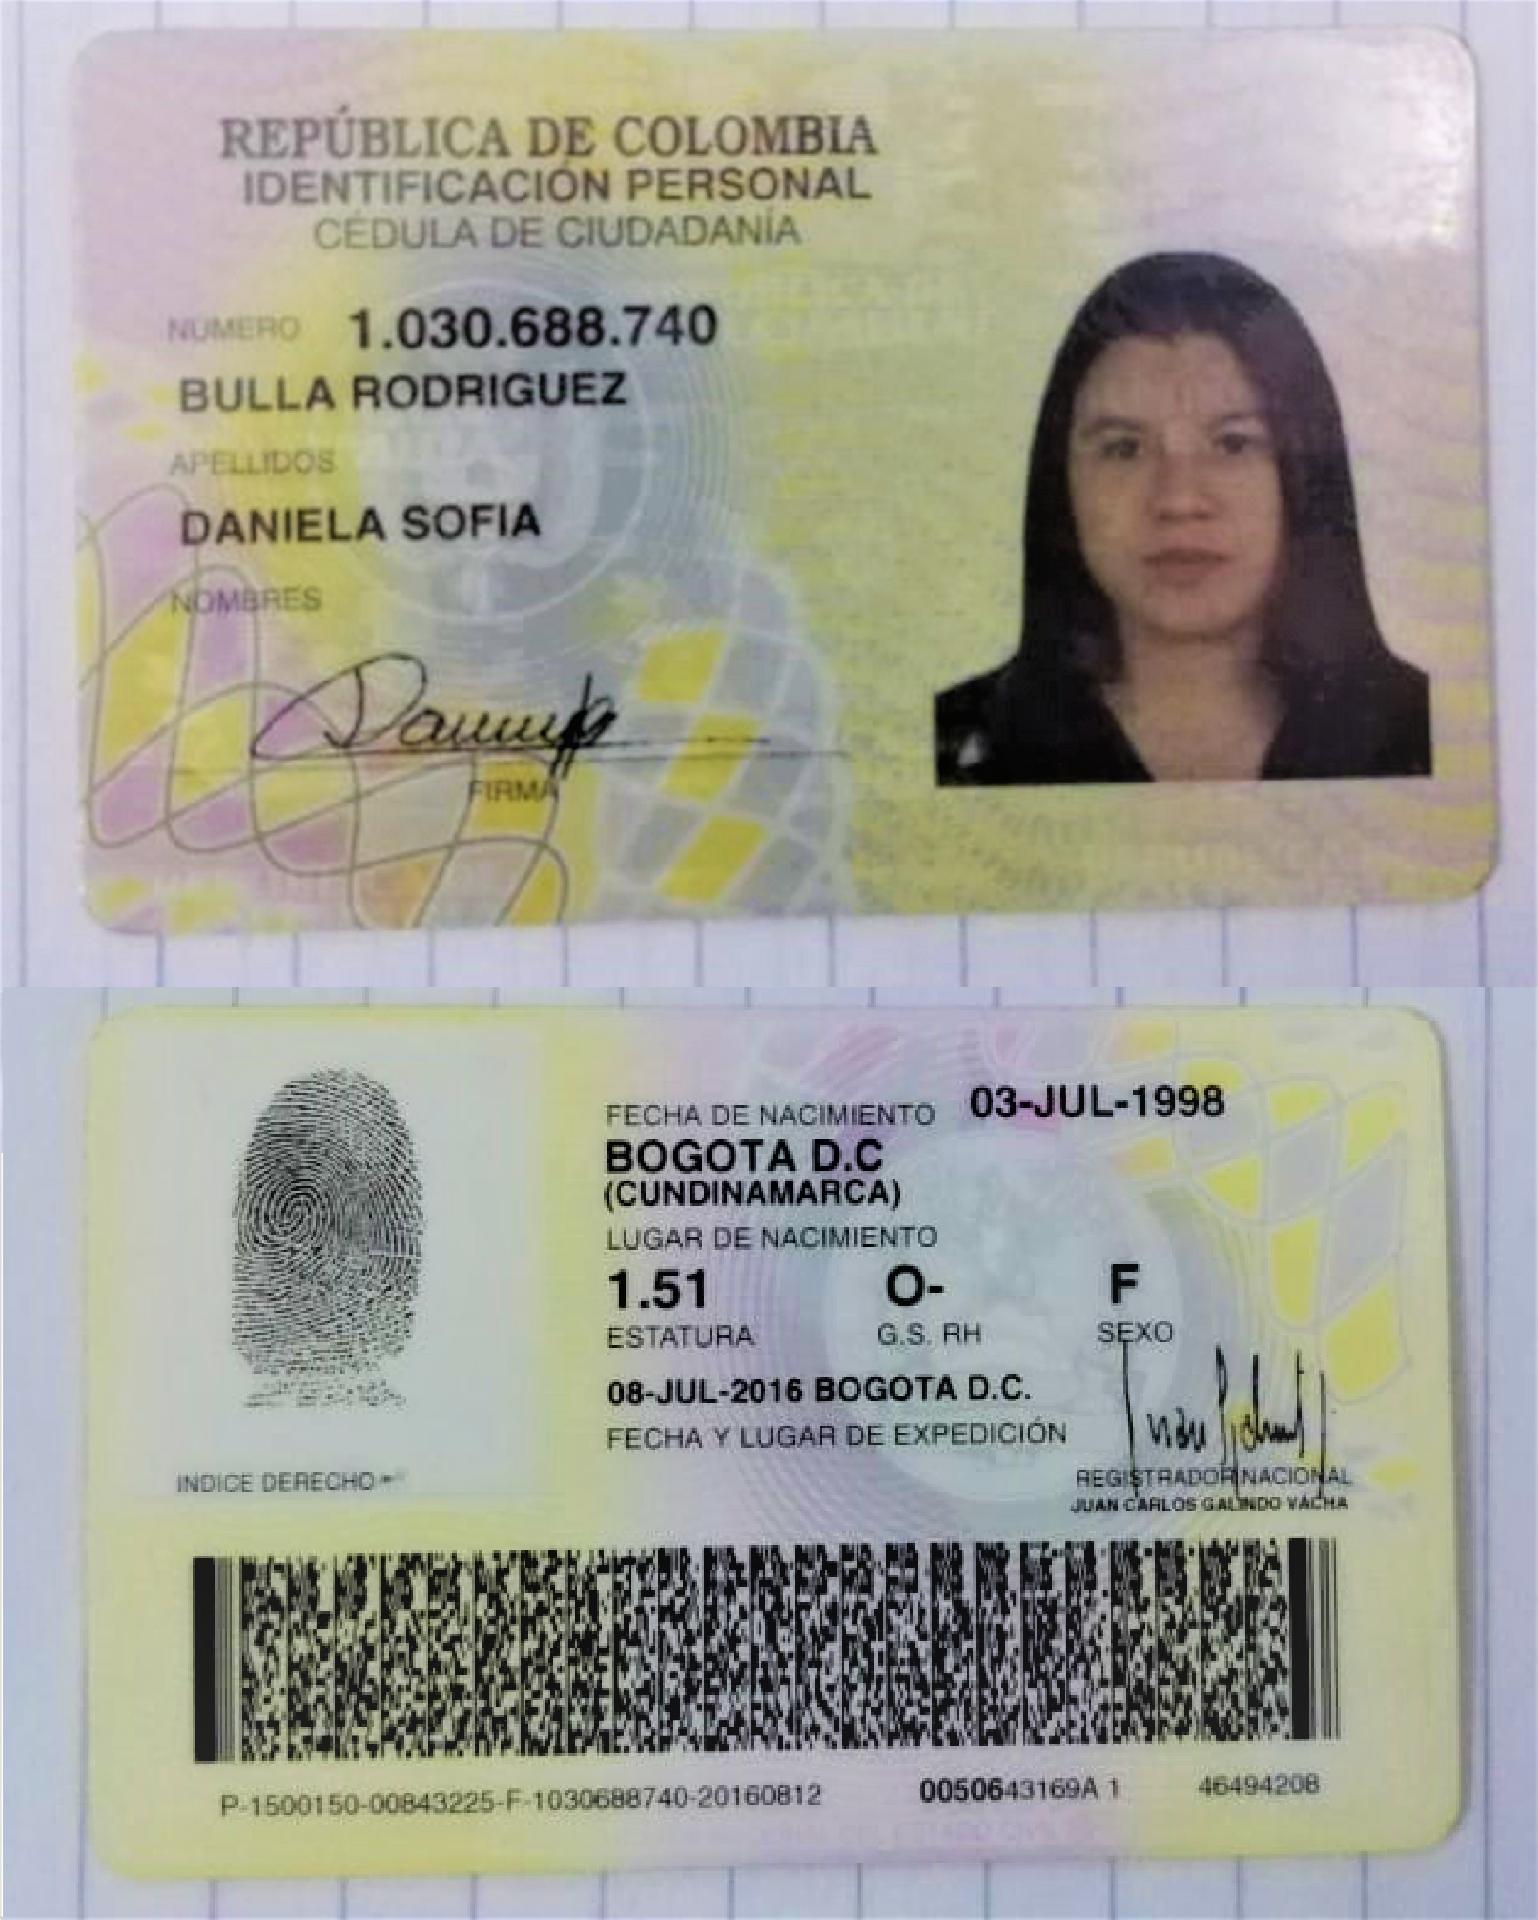 REPÚBLICA DE COLOMBIA
IDENTIFICACIÓN PERSONAL
CÉDULA DE CIUDADANÍA
NÚMERO 1.030.688.740
BULLA RODRIGUEZ
APELLIDOS
DANIELA SOFIA
NOMBRES
FIRMA
FECHA DE NACIMIENTO 03-JUL-1998
BOGOTA D.C
(CUNDINAMARCA)
LUGAR DE NACIMIENTO
1.51 O- F
ESTATURA G.S. RH SEXO
08-JUL-2016 BOGOTA D.C.
FECHA Y LUGAR DE EXPEDICIÓN
INDICE DERECHO
REGISTRADOR NACIONAL
JUAN CARLOS GALINDO VACHA
P-1500150-00843225-F-1030688740-20160812 0050643169A 1 46494208